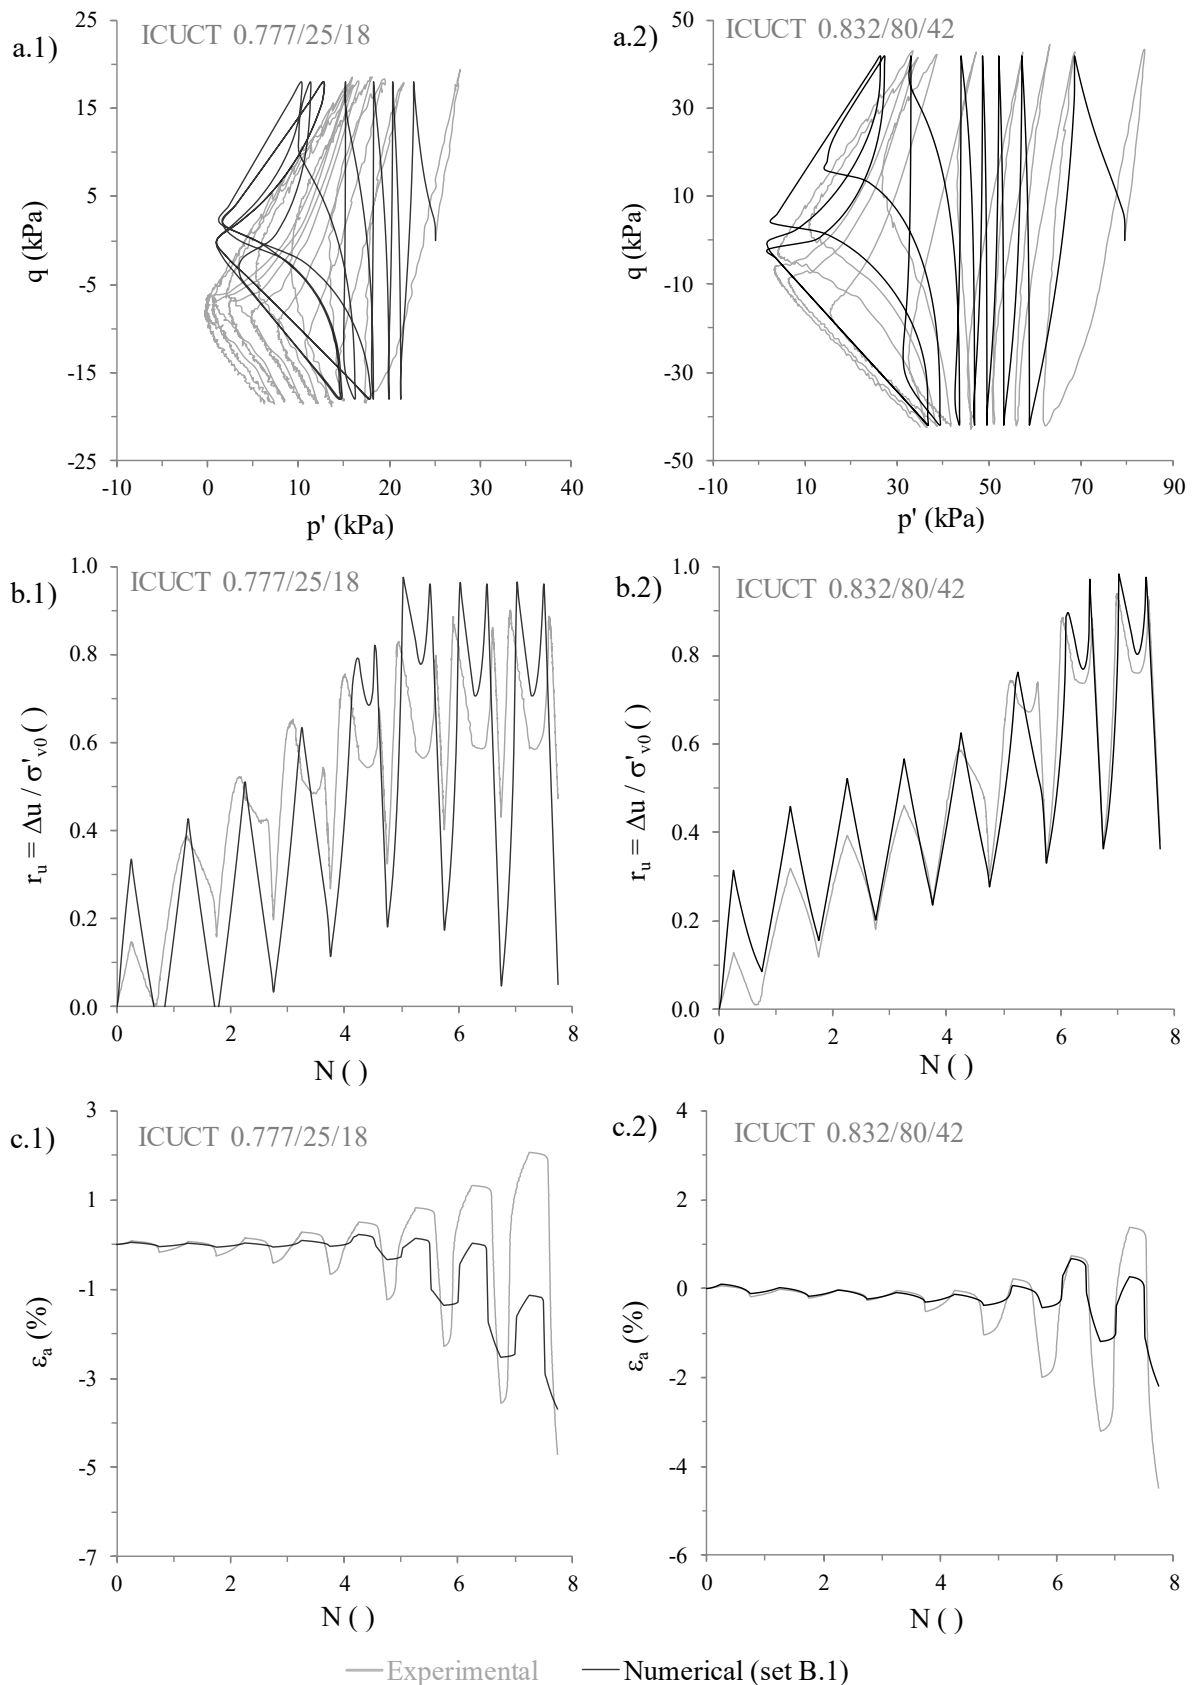 a.1)
ICUCT 0.777/25/18
25
15
5
-5
-15
-25
q (kPa)
-10 0 10 20 30 40
p' (kPa)
a.2)
ICUCT 0.832/80/42
50
30
10
-10
-30
-50
q (kPa)
-10 10 30 50 70 90
p' (kPa)
b.1)
ICUCT 0.777/25/18
1.0
0.8
0.6
0.4
0.2
0.0
r_u = Δu / σ'_v0 ( )
0 2 4 6 8
N ( )
b.2)
ICUCT 0.832/80/42
1.0
0.8
0.6
0.4
0.2
0.0
r_u = Δu / σ'_v0 ( )
0 2 4 6 8
N ( )
c.1)
ICUCT 0.777/25/18
3
1
-1
-3
-5
-7
ε_a (%)
0 2 4 6 8
N ( )
c.2)
ICUCT 0.832/80/42
4
2
0
-2
-4
-6
ε_a (%)
0 2 4 6 8
N ( )
Experimental Numerical (set B.1)